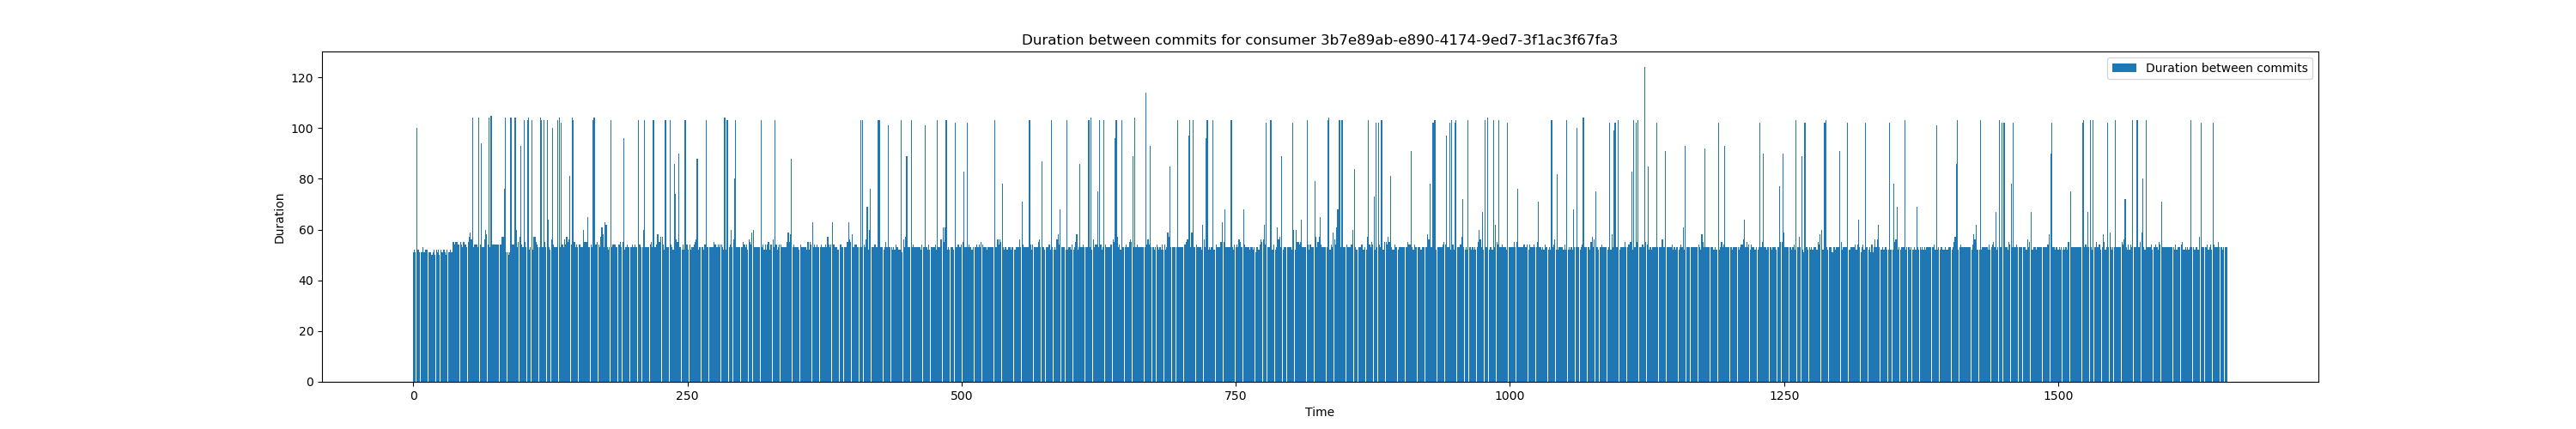 Duration between commits for consumer 3b7e89ab-e890-4174-9ed7-3f1ac3f67fa3
Duration between commits
120
100
80
60
40
20
0
Duration
0 250 500 750 1000 1250 1500
Time